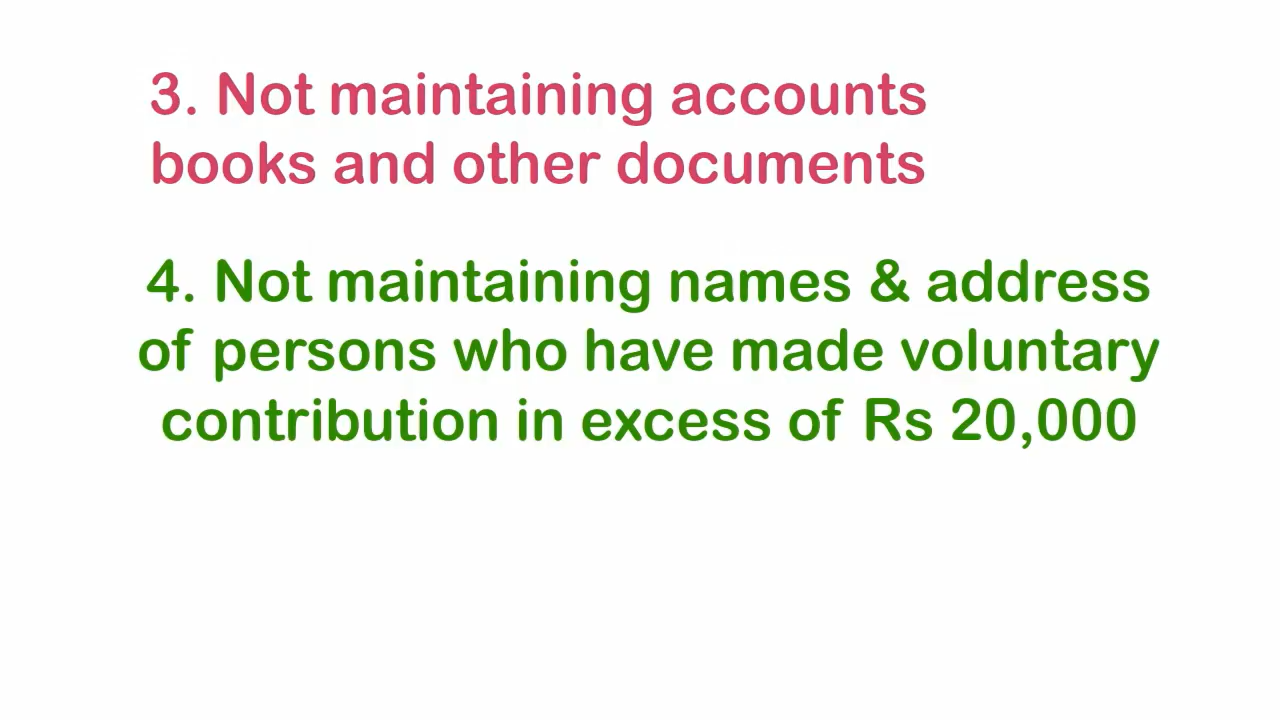 3. Not maintaining accounts
books and other documents
4. Not maintaining names & address
of persons who have made voluntary
contribution in excess of Rs 20,000